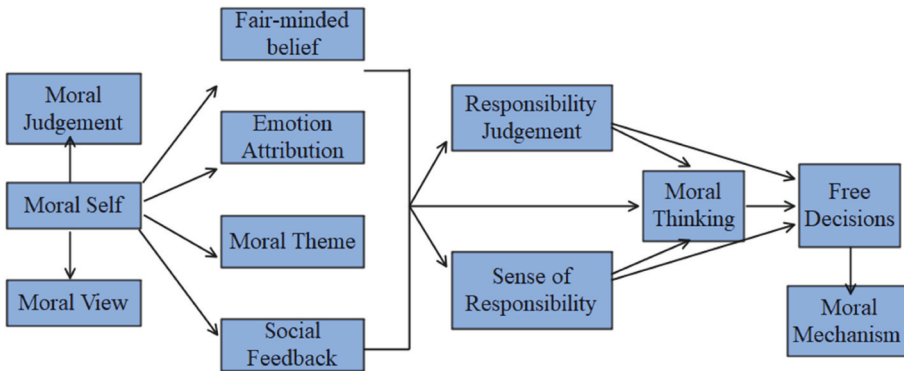 Fair-minded
belief
Moral
Judgement
Emotion
Attribution
Moral Self
Moral Theme
Moral View
Social
Feedback
Responsibility
Judgement
Sense of
Responsibility
Moral
Thinking
Free
Decisions
Moral
Mechanism